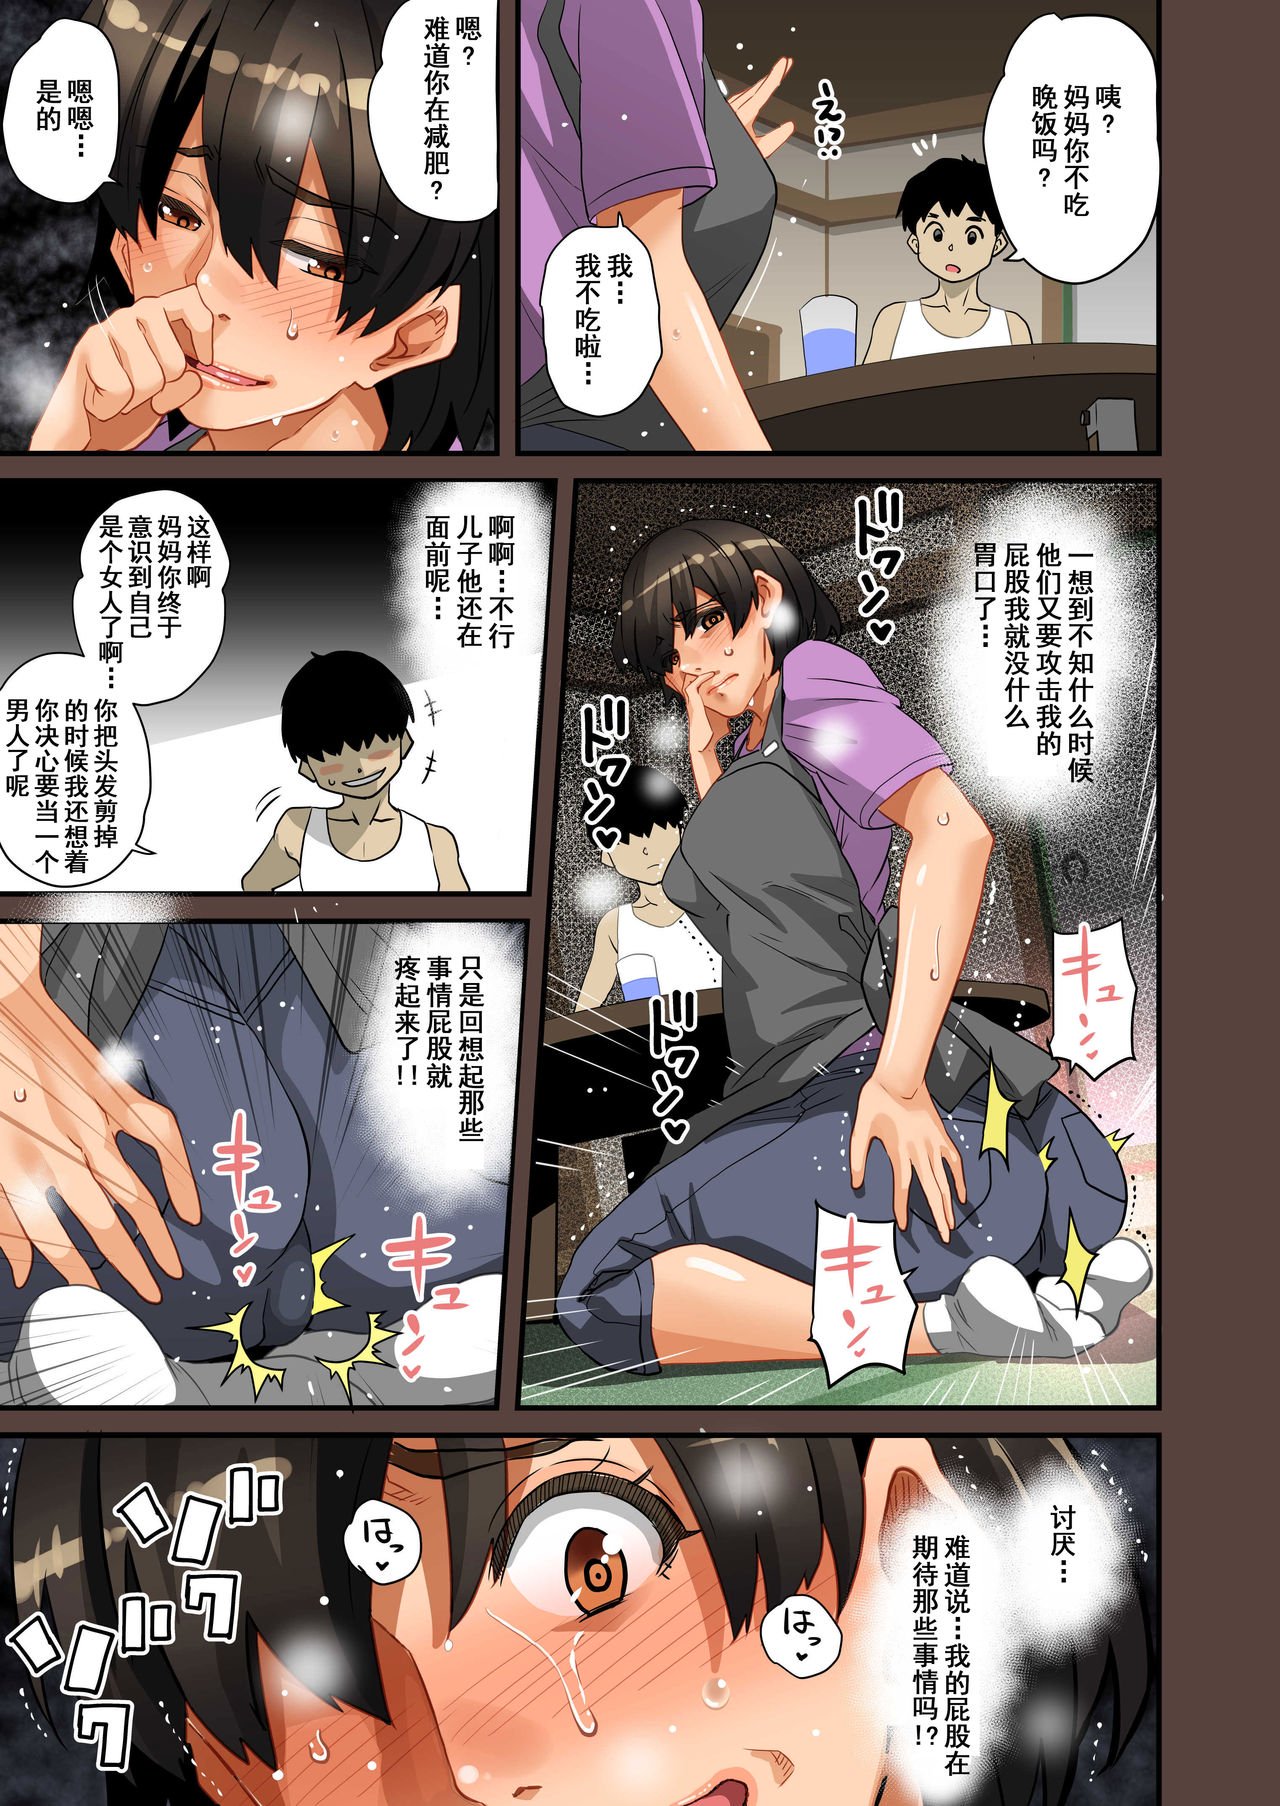 咦?
妈妈你不吃
晚饭吗?
えっ!?
我…
我不吃啦…
嗯?
难道你在减肥?
嗯嗯…
是的
一想到不知什么时候
他们又要攻击我的
屁股我就没什么
胃口了…
ドクン
ドクン
ドクン
キュン
キュン
啊啊…不行
儿子他还在
面前呢…
这样啊
妈妈你终于
意识到自己
是个女人了啊…
你把头发剪掉
的时候我还想着
你决心要当一个
男人了呢
只是回想起那些
事情屁股就
疼起来了!!
キュン
キュン
讨厌…
难道说…我的屁股在
期待那些事情吗!?
はっ
はっ
ドクドク
ドクドク